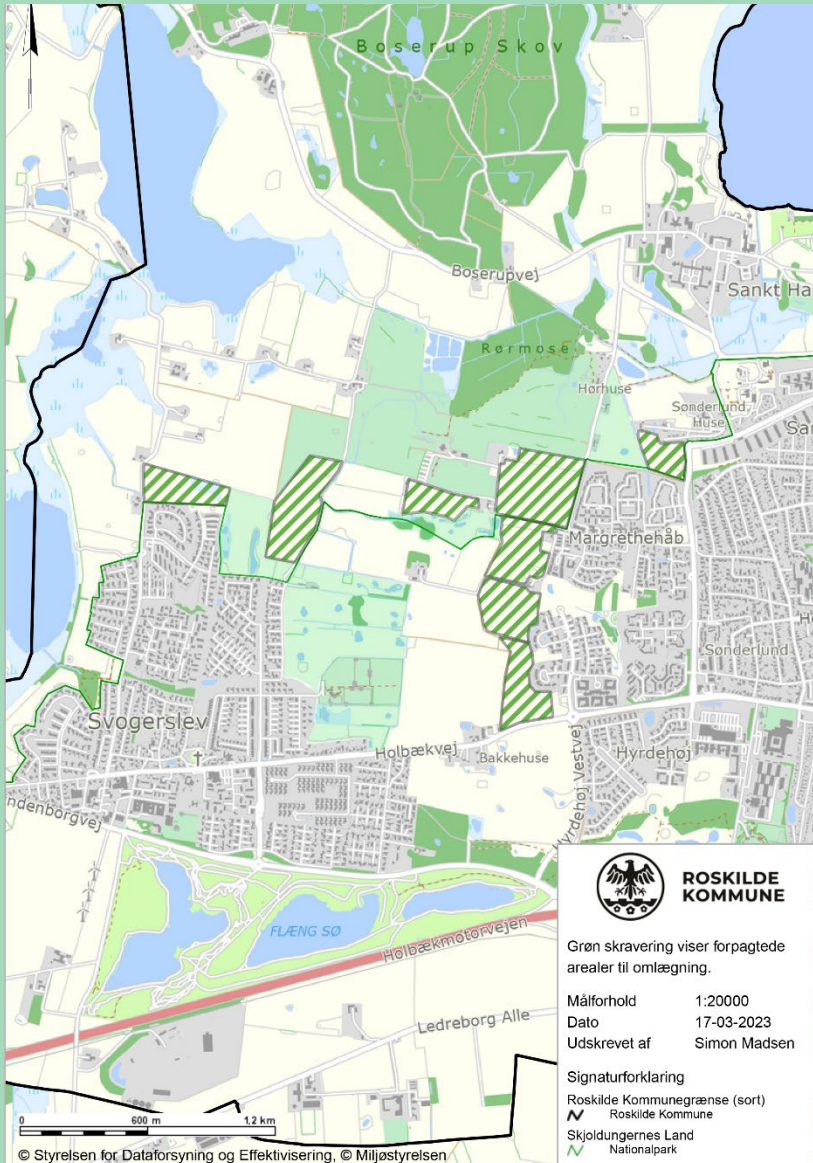 Boserup Skov
Boserupvej
Sankt Ha
Rørmose
Hørhuse
Sønderlund
Huse
Sa
Margrethehåb
Sønderlund
Svogerslev
Holbækvej
Bakkehuse
Hyrdehøj
Hyrdehøj Vestvej
ndenborgvej
FLÆNG SØ
Holbækmotorvejen
Ledreborg Alle
ROSKILDE
KOMMUNE
Grøn skravering viser forpagtede
arealer til omlægning.
Målforhold 1:20000
Dato 17-03-2023
Udskrevet af Simon Madsen
Signaturforklaring
Roskilde Kommunegrænse (sort)
Roskilde Kommune
Skjoldungernes Land
Nationalpark
0 600 m 1,2 km
© Styrelsen for Dataforsyning og Effektivisering, © Miljøstyrelsen